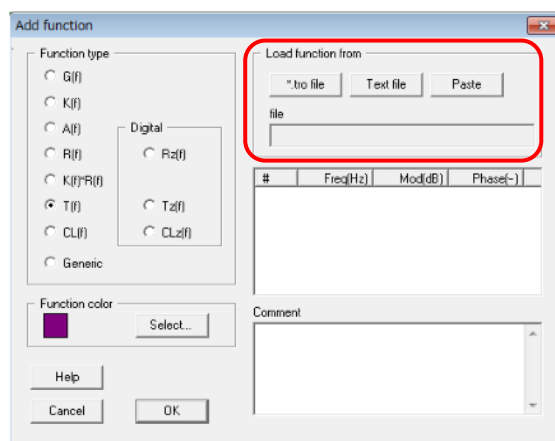 Add function
Function type
G(f)
K(f)
A(f)
R(f)
K(f)*R(f)
T(f)
CL(f)
Generic
Digital
Rz(f)
Tz(f)
CLz(f)
Function color
Select...
Help
Cancel
OK
Load function from
*.tro file
Text file
Paste
file
# Freq(Hz) Mod(dB) Phase(~)
Comment